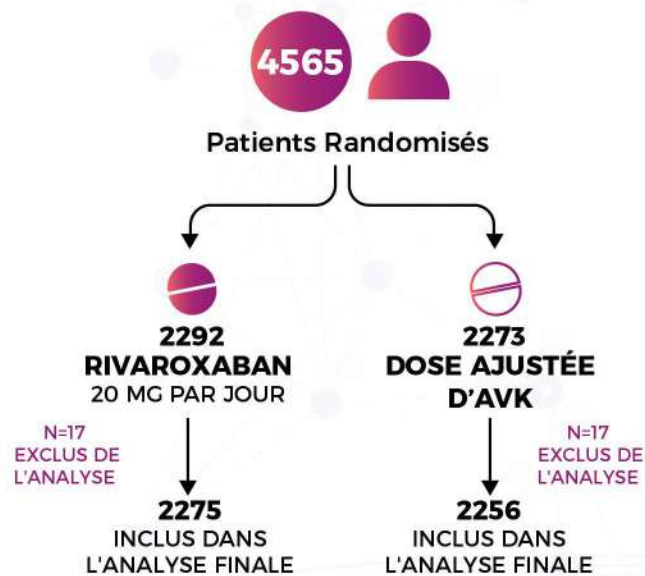 4565
Patients Randomisés
2292
RIVAROXABAN
20 MG PAR JOUR
2273
DOSE AJUSTÉE
D'AVK
N=17
EXCLUS DE
L'ANALYSE
N=17
EXCLUS DE
L'ANALYSE
2275
INCLUS DANS
L'ANALYSE FINALE
2256
INCLUS DANS
L'ANALYSE FINALE